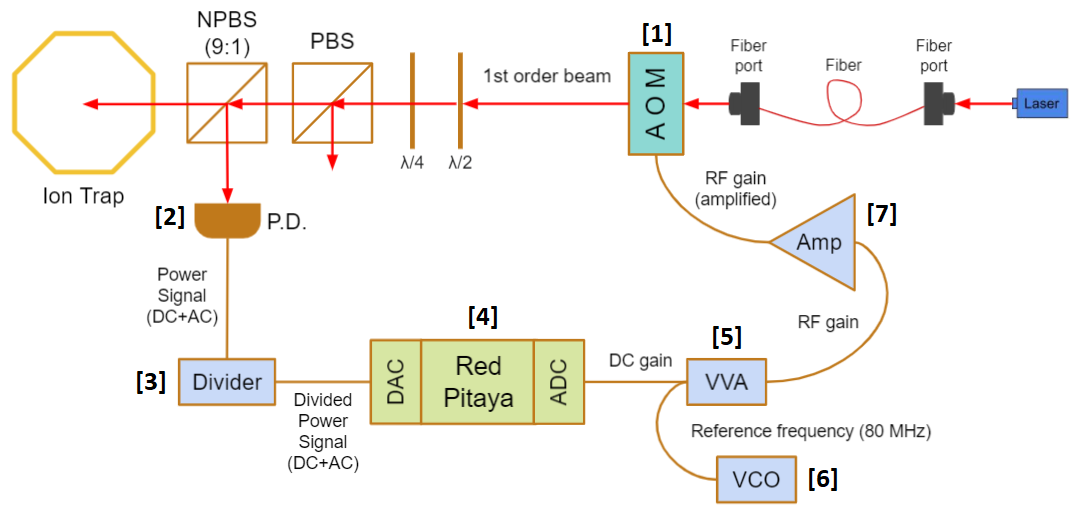 NPBS
(9:1)
PBS
[1]
Fiber
port
Fiber
Fiber
port
1st order beam
A O M
Laser
λ/4
λ/2
Ion Trap
[2]
P.D.
RF gain
(amplified)
[7]
Amp
Power
Signal
(DC+AC)
[4]
RF gain
[5]
[3]
Divider
DAC
Red
Pitaya
ADC
DC gain
VVA
Divided
Power
Signal
(DC+AC)
Reference frequency (80 MHz)
VCO
[6]